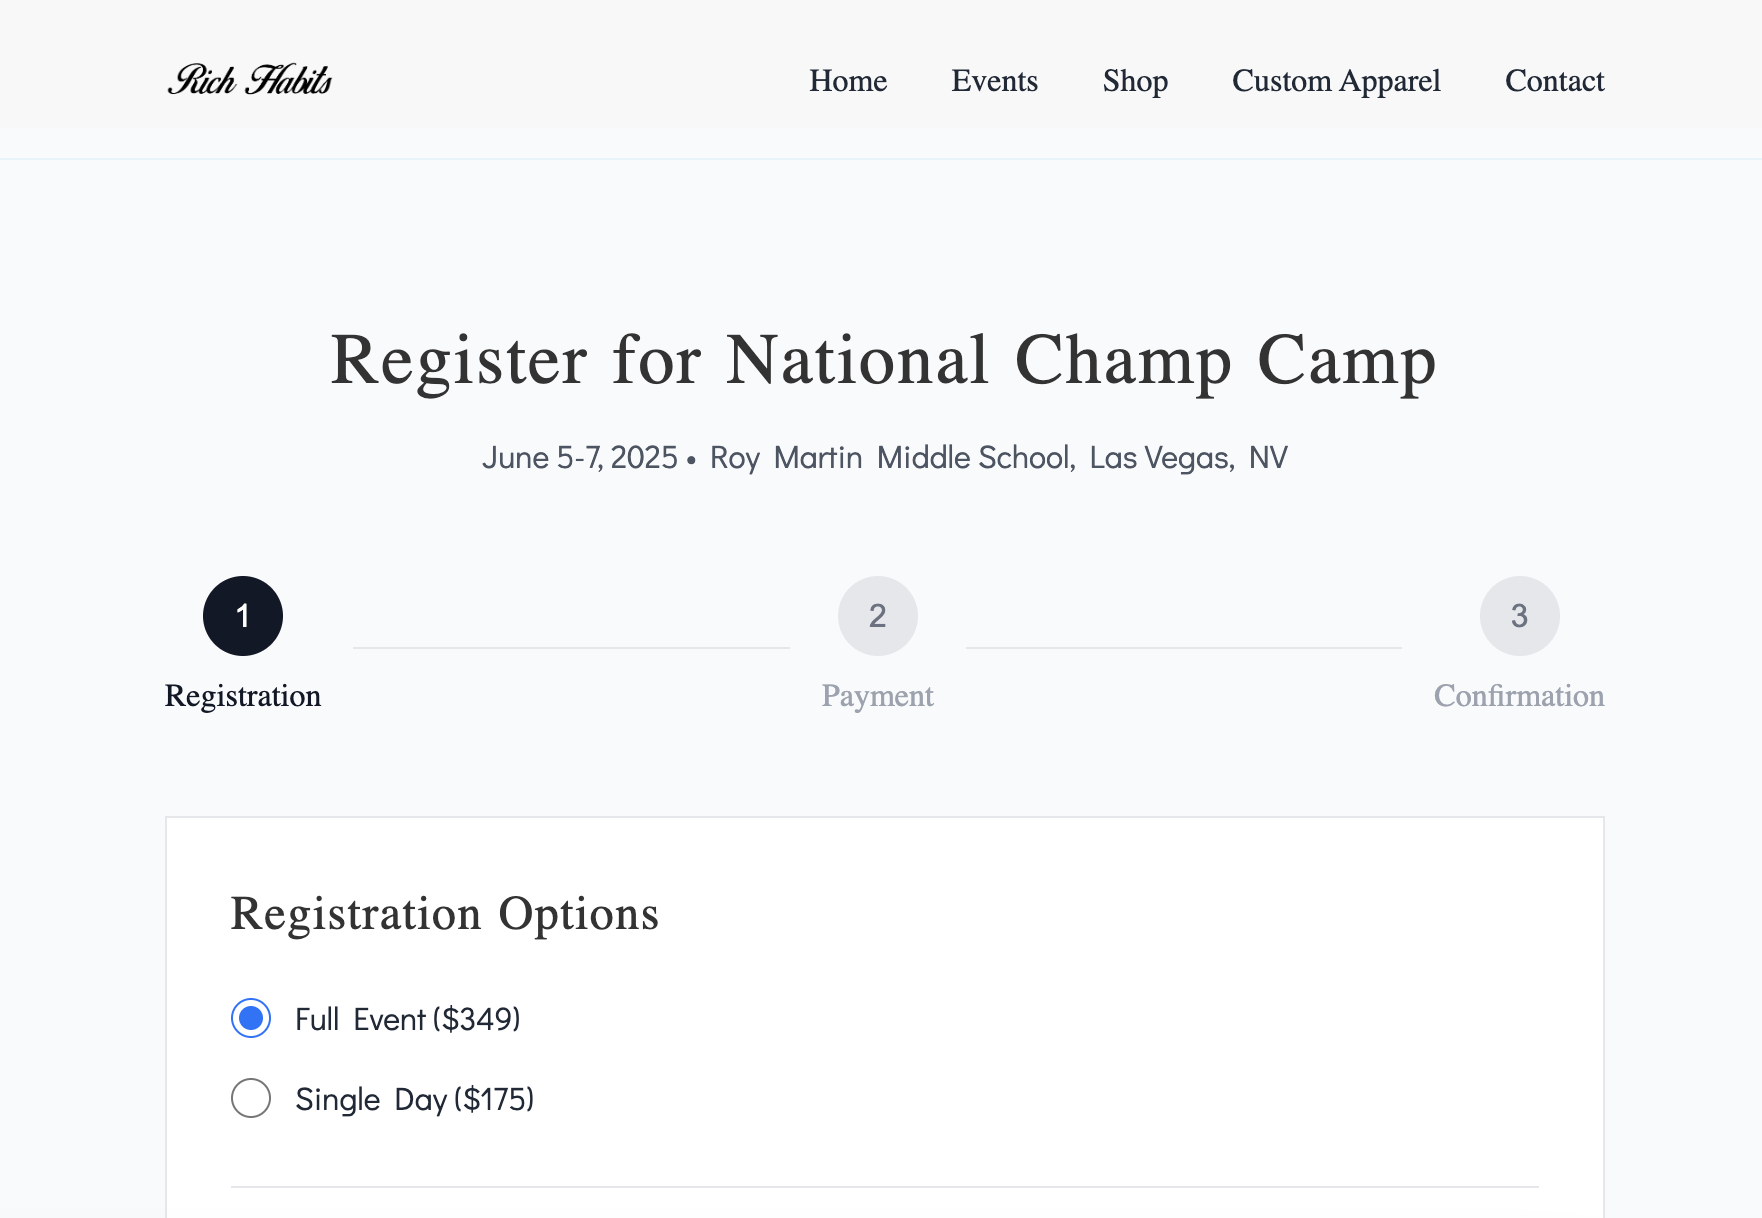 Rich Habits
Home Events Shop Custom Apparel Contact
Register for National Champ Camp
June 5-7, 2025 • Roy Martin Middle School, Las Vegas, NV
1 2 3
Registration Payment Confirmation
Registration Options
Full Event ($349)
Single Day ($175)